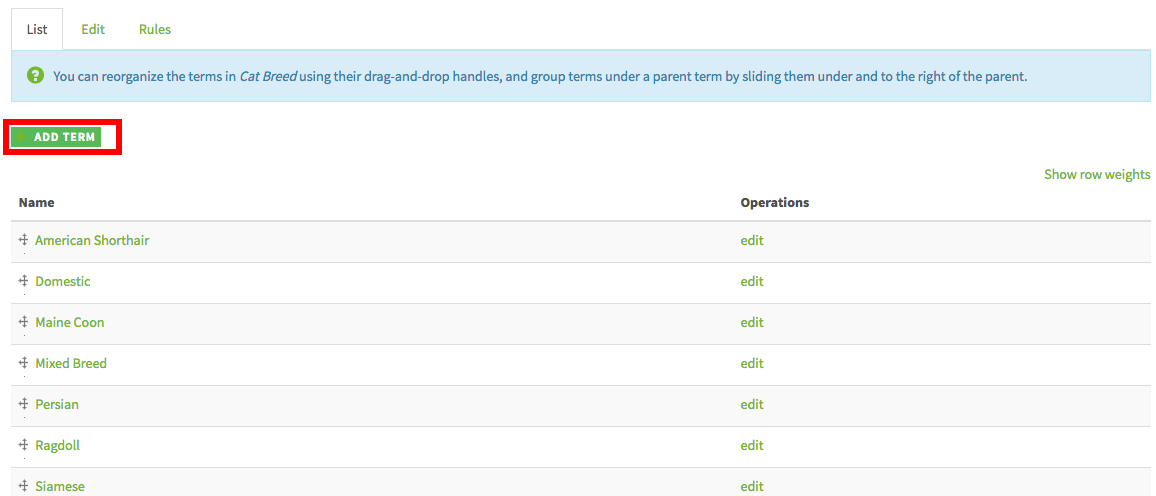 List Edit Rules
You can reorganize the terms in Cat Breed using their drag-and-drop handles, and group terms under a parent term by sliding them under and to the right of the parent.
ADD TERM
Show row weights
Name Operations
American Shorthair edit
Domestic edit
Maine Coon edit
Mixed Breed edit
Persian edit
Ragdoll edit
Siamese edit